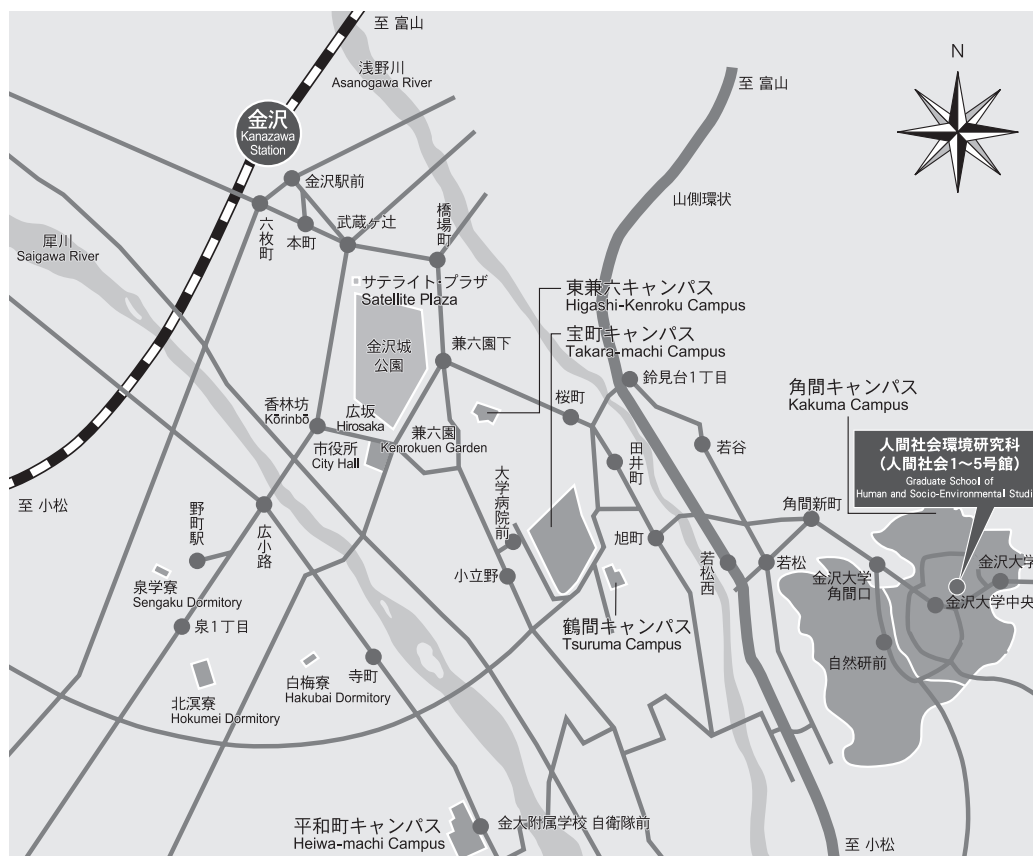 至 富山
浅野川
Asanogawa River
至 富山
N
金沢
Kanazawa
Station
金沢駅前
山側環状
六枚町
本町
武蔵ヶ辻
橋場町
犀川
Saigawa River
サテライト・プラザ
Satellite Plaza
東兼六キャンパス
Higashi-Kenroku Campus
宝町キャンパス
Takara-machi Campus
金沢城
公園
兼六園下
鈴見台1丁目
桜町
角間キャンパス
Kakuma Campus
香林坊
Kōrinbō
広坂
Hirosaka
兼六園
Kenrokuen Garden
市役所
City Hall
田井町
若谷
人間社会環境研究科
(人間社会1〜5号館)
Graduate School of
Human and Socio-Environmental Studi
至 小松
野町駅
広小路
大学病院前
旭町
角間新町
小立野
若松西
若松
金沢大学
角間口
金沢大学
金沢大学中央
泉学寮
Sengaku Dormitory
泉1丁目
鶴間キャンパス
Tsuruma Campus
自然研前
北溟寮
Hokumei Dormitory
白梅寮
Hakubai Dormitory
寺町
平和町キャンパス
Heiwa-machi Campus
金大附属学校 自衛隊前
至 小松